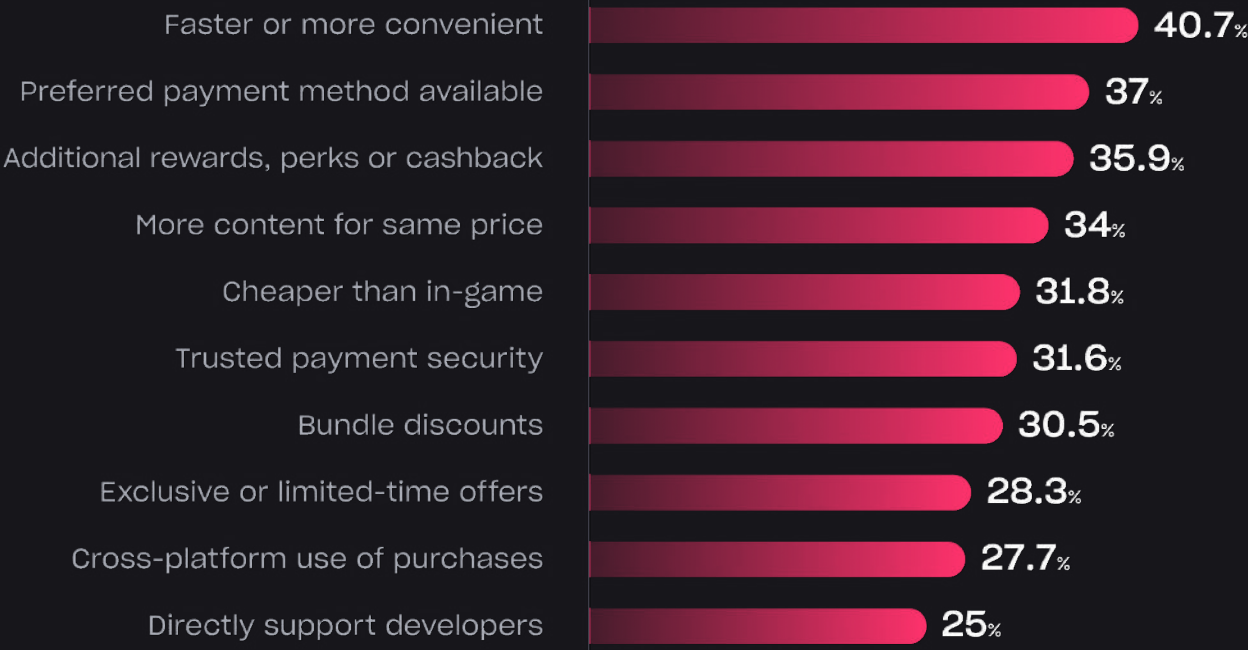 Faster or more convenient 40.7%
Preferred payment method available 37%
Additional rewards, perks or cashback 35.9%
More content for same price 34%
Cheaper than in-game 31.8%
Trusted payment security 31.6%
Bundle discounts 30.5%
Exclusive or limited-time offers 28.3%
Cross-platform use of purchases 27.7%
Directly support developers 25%